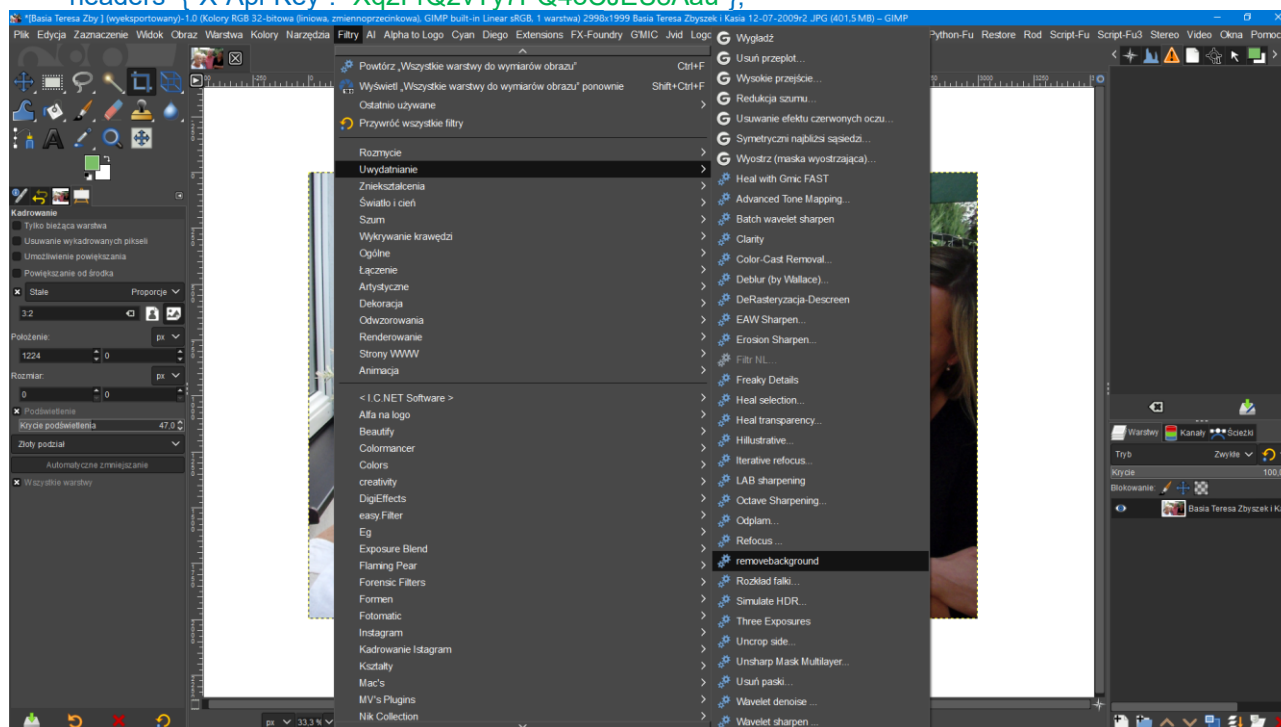 *[Basia Teresa Zby ] (wyeksportowany)-1.0 (Kolory RGB 32-bitowa (liniowa, zmiennoprzecinkowa), GIMP built-in Linear sRGB, 1 warstwa) 2998x1999 Basia Teresa Zbyszek i Kasia 12-07-2009r2 .JPG (401,5 MB) – GIMP
Plik Edycja Zaznaczenie Widok Obraz Warstwa Kolory Narzędzia Filtry AI Alpha to Logo Cyan Diego Extensions FX-Foundry G'MIC Jvid Logo Python-Fu Restore Rod Script-Fu Script-Fu3 Stereo Video Okna Pomoc
Powtórz „Wszystkie warstwy do wymiarów obrazu" Ctrl+F
Wyświetl „Wszystkie warstwy do wymiarów obrazu" ponownie Shift+Ctrl+F
Ostatnio używane
Przywróć wszystkie filtry
Rozmycie
Uwydatnianie
Zniekształcenia
Światło i cień
Szum
Wykrywanie krawędzi
Ogólne
Łączenie
Artystyczne
Dekoracja
Odwzorowania
Renderowanie
Strony WWW
Animacja
< I.C.NET Software >
Alfa na logo
Beautify
Colormancer
Colors
creativity
DigiEffects
easy.Filter
Eg
Exposure Blend
Flaming Pear
Forensic Filters
Formen
Fotomatic
Instagram
Kadrowanie Istagram
Kształty
Mac's
MV's Plugins
Nik Collection
Wygładź
Usuń przeplot...
Wysokie przejście...
Redukcja szumu...
Usuwanie efektu czerwonych oczu...
Symetryczni najbliżsi sąsiedzi...
Wyostrz (maska wyostrzająca)...
Heal with Gmic FAST
Advanced Tone Mapping...
Batch wavelet sharpen
Clarity
Color-Cast Removal...
Deblur (by Wallace)...
DeRasteryzacja-Descreen
EAW Sharpen...
Erosion Sharpen...
Filtr NL...
Freaky Details
Heal selection...
Heal transparency...
Hillustrative...
Iterative refocus...
LAB sharpening
Octave Sharpening...
Odplam...
Refocus ...
removebackground
Rozkład falki...
Simulate HDR...
Three Exposures
Uncrop side...
Unsharp Mask Multilayer...
Usuń paski...
Wavelet denoise ...
Wavelet sharpen ...
Kadrowanie
Tylko bieżąca warstwa
Usuwanie wykadrowanych pikseli
Umożliwienie powiększania
Powiększanie od środka
Stałe Proporcje
3:2
Położenie: px
1224 0
Rozmiar: px
0 0
Podświetlenie
Krycie podświetlenia 47,0
Złoty podział
Automatyczne zmniejszanie
Wszystkie warstwy
px 33,3 %
Warstwy Kanały Ścieżki
Tryb Zwykłe
Krycie 100,0
Blokowanie:
Basia Teresa Zbyszek i Ka